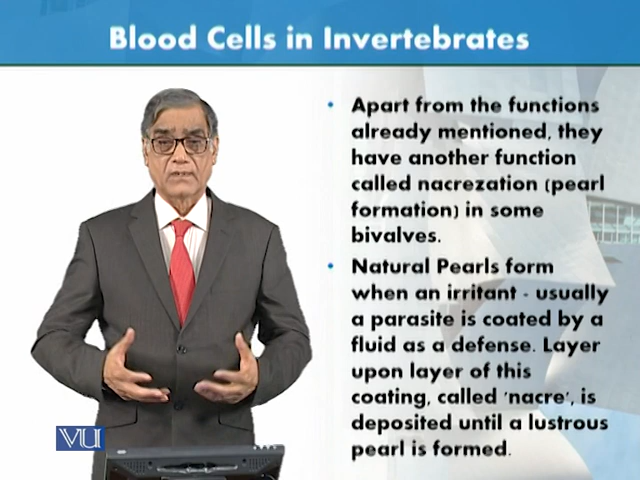 Blood Cells in Invertebrates
• Apart from the functions
already mentioned, they
have another function
called nacrezation (pearl
formation) in some
bivalves.
• Natural Pearls form
when an irritant - usually
a parasite is coated by a
fluid as a defense. Layer
upon layer of this
coating, called 'nacre', is
deposited until a lustrous
pearl is formed.
VU